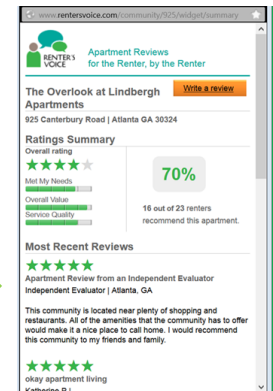 www.rentersvoice.com/community/925/widget/summary
RENTER'S
VOICE
Apartment Reviews
for the Renter, by the Renter
The Overlook at Lindbergh
Apartments
Write a review
925 Canterbury Road | Atlanta GA 30324
Ratings Summary
Overall rating
Met My Needs
Overall Value
Service Quality
70%
16 out of 23 renters
recommend this apartment.
Most Recent Reviews
Apartment Review from an Independent Evaluator
Independent Evaluator | Atlanta, GA
This community is located near plenty of shopping and
restaurants. All of the amenities that the community has to offer
would make it a nice place to call home. I would recommend
this community to my friends and family.
okay apartment living